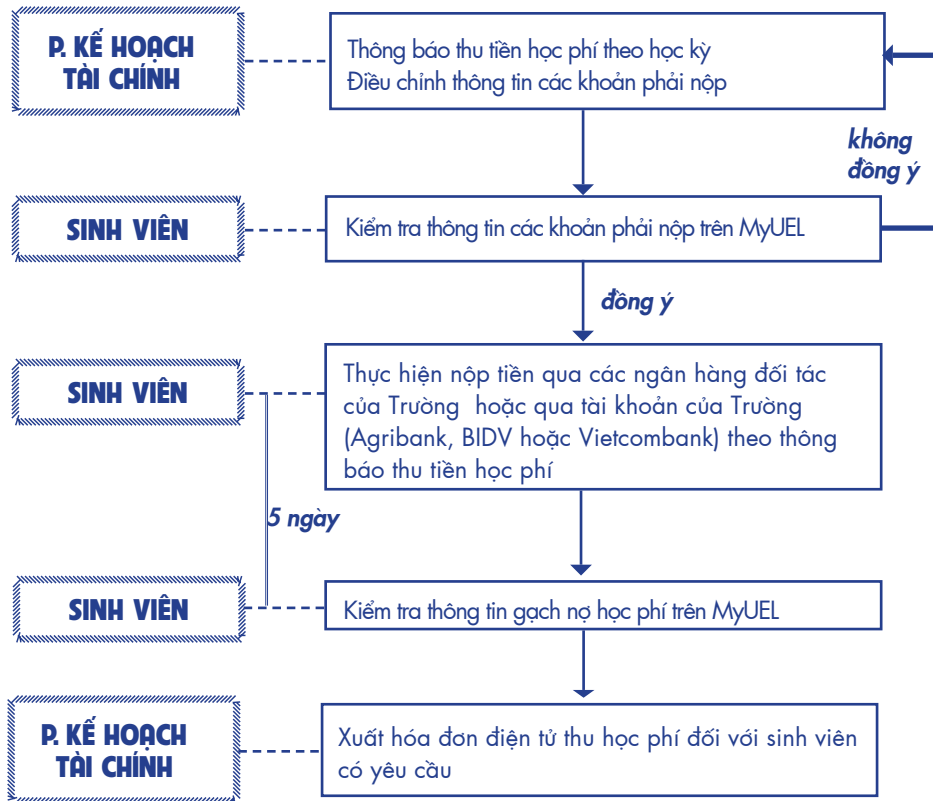 P. KẾ HOẠCH
TÀI CHÍNH
Thông báo thu tiền học phí theo học kỳ
Điều chỉnh thông tin các khoản phải nộp
không
đồng ý
SINH VIÊN
Kiểm tra thông tin các khoản phải nộp trên MyUEL
đồng ý
SINH VIÊN
Thực hiện nộp tiền qua các ngân hàng đối tác
của Trường hoặc qua tài khoản của Trường
(Agribank, BIDV hoặc Vietcombank) theo thông
báo thu tiền học phí
5 ngày
SINH VIÊN
Kiểm tra thông tin gạch nợ học phí trên MyUEL
P. KẾ HOẠCH
TÀI CHÍNH
Xuất hóa đơn điện tử thu học phí đối với sinh viên
có yêu cầu